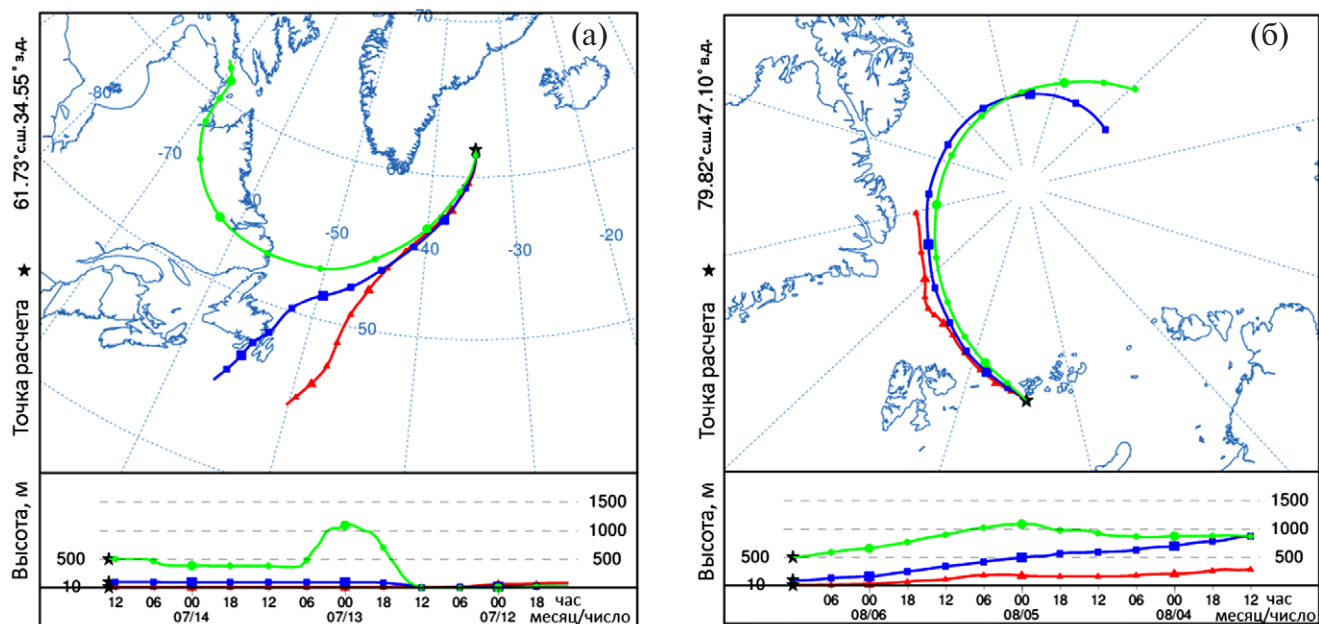 (а)
70
-80
-70
60
-60
-50
-40
-30
-20
50
Точка расчета ★ 61.73° с.ш. 34.55° з.д.
Высота, м
1500
1000
500
500
10
0
12 06 00 18 12 06 00 18 12 06 00 18 час
07/14 07/13 07/12 месяц/число
(б)
Точка расчета ★ 79.82° с.ш. 47.10° в.д.
Высота, м
1500
1000
500
500
10
06 00 18 12 06 00 18 12 06 00 18 12
08/06 08/05 08/04
час
месяц/число